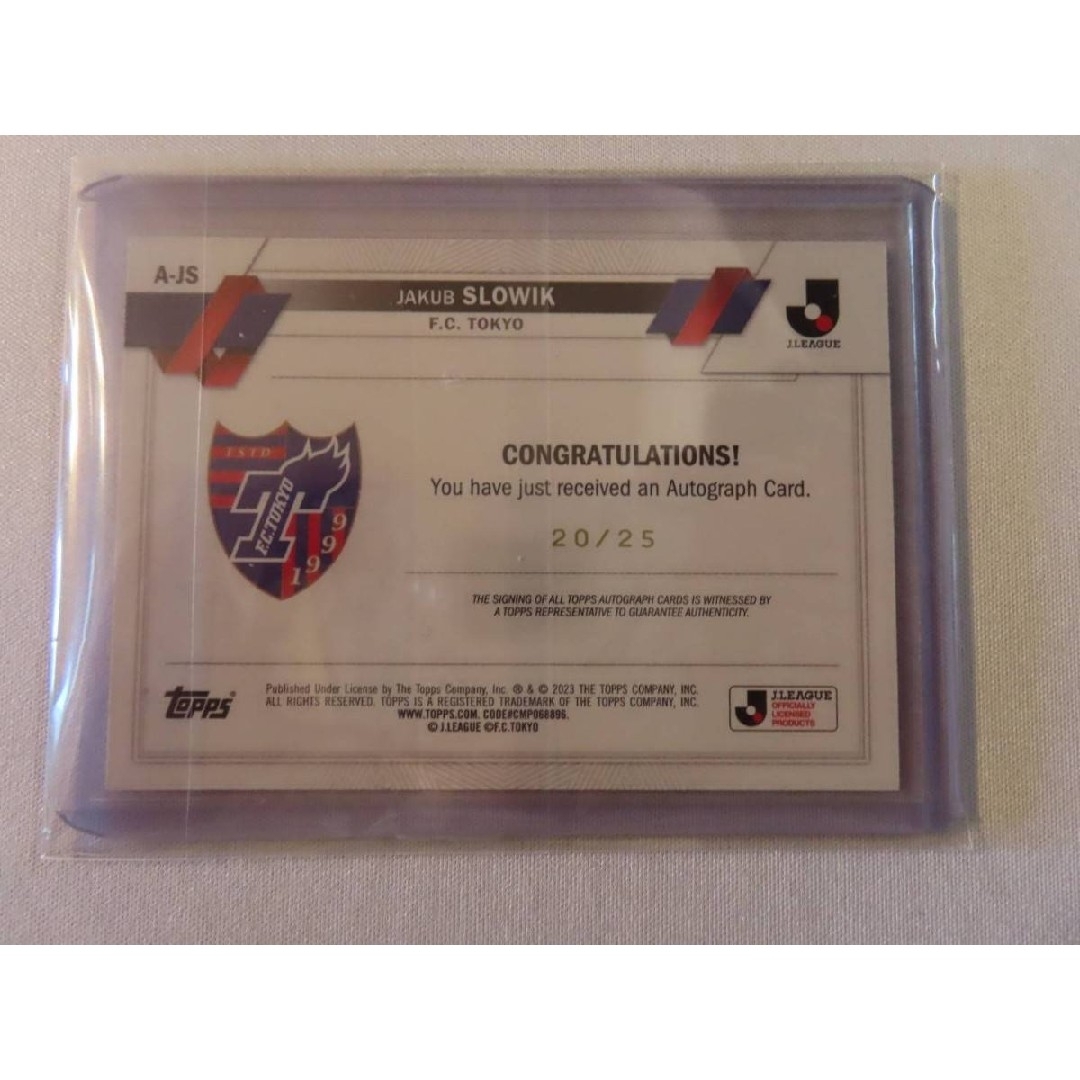 A-JS
JAKUB SLOWIK
F.C. TOKYO
J.LEAGUE
F.C.TOKYO
1999
CONGRATULATIONS!
You have just received an Autograph Card.
20/25
THE SIGNING OF ALL TOPPS AUTOGRAPH CARDS IS WITNESSED BY
A TOPPS REPRESENTATIVE TO GUARANTEE AUTHENTICITY.
topps®
Published Under License by The Topps Company, Inc. ® & © 2023 THE TOPPS COMPANY, INC.
ALL RIGHTS RESERVED. TOPPS IS A REGISTERED TRADEMARK OF THE TOPPS COMPANY, INC.
WWW.TOPPS.COM. CODE#CMP068896.
© J.LEAGUE ©F.C.TOKYO
J.LEAGUE
OFFICIALLY
LICENSED
PRODUCTS